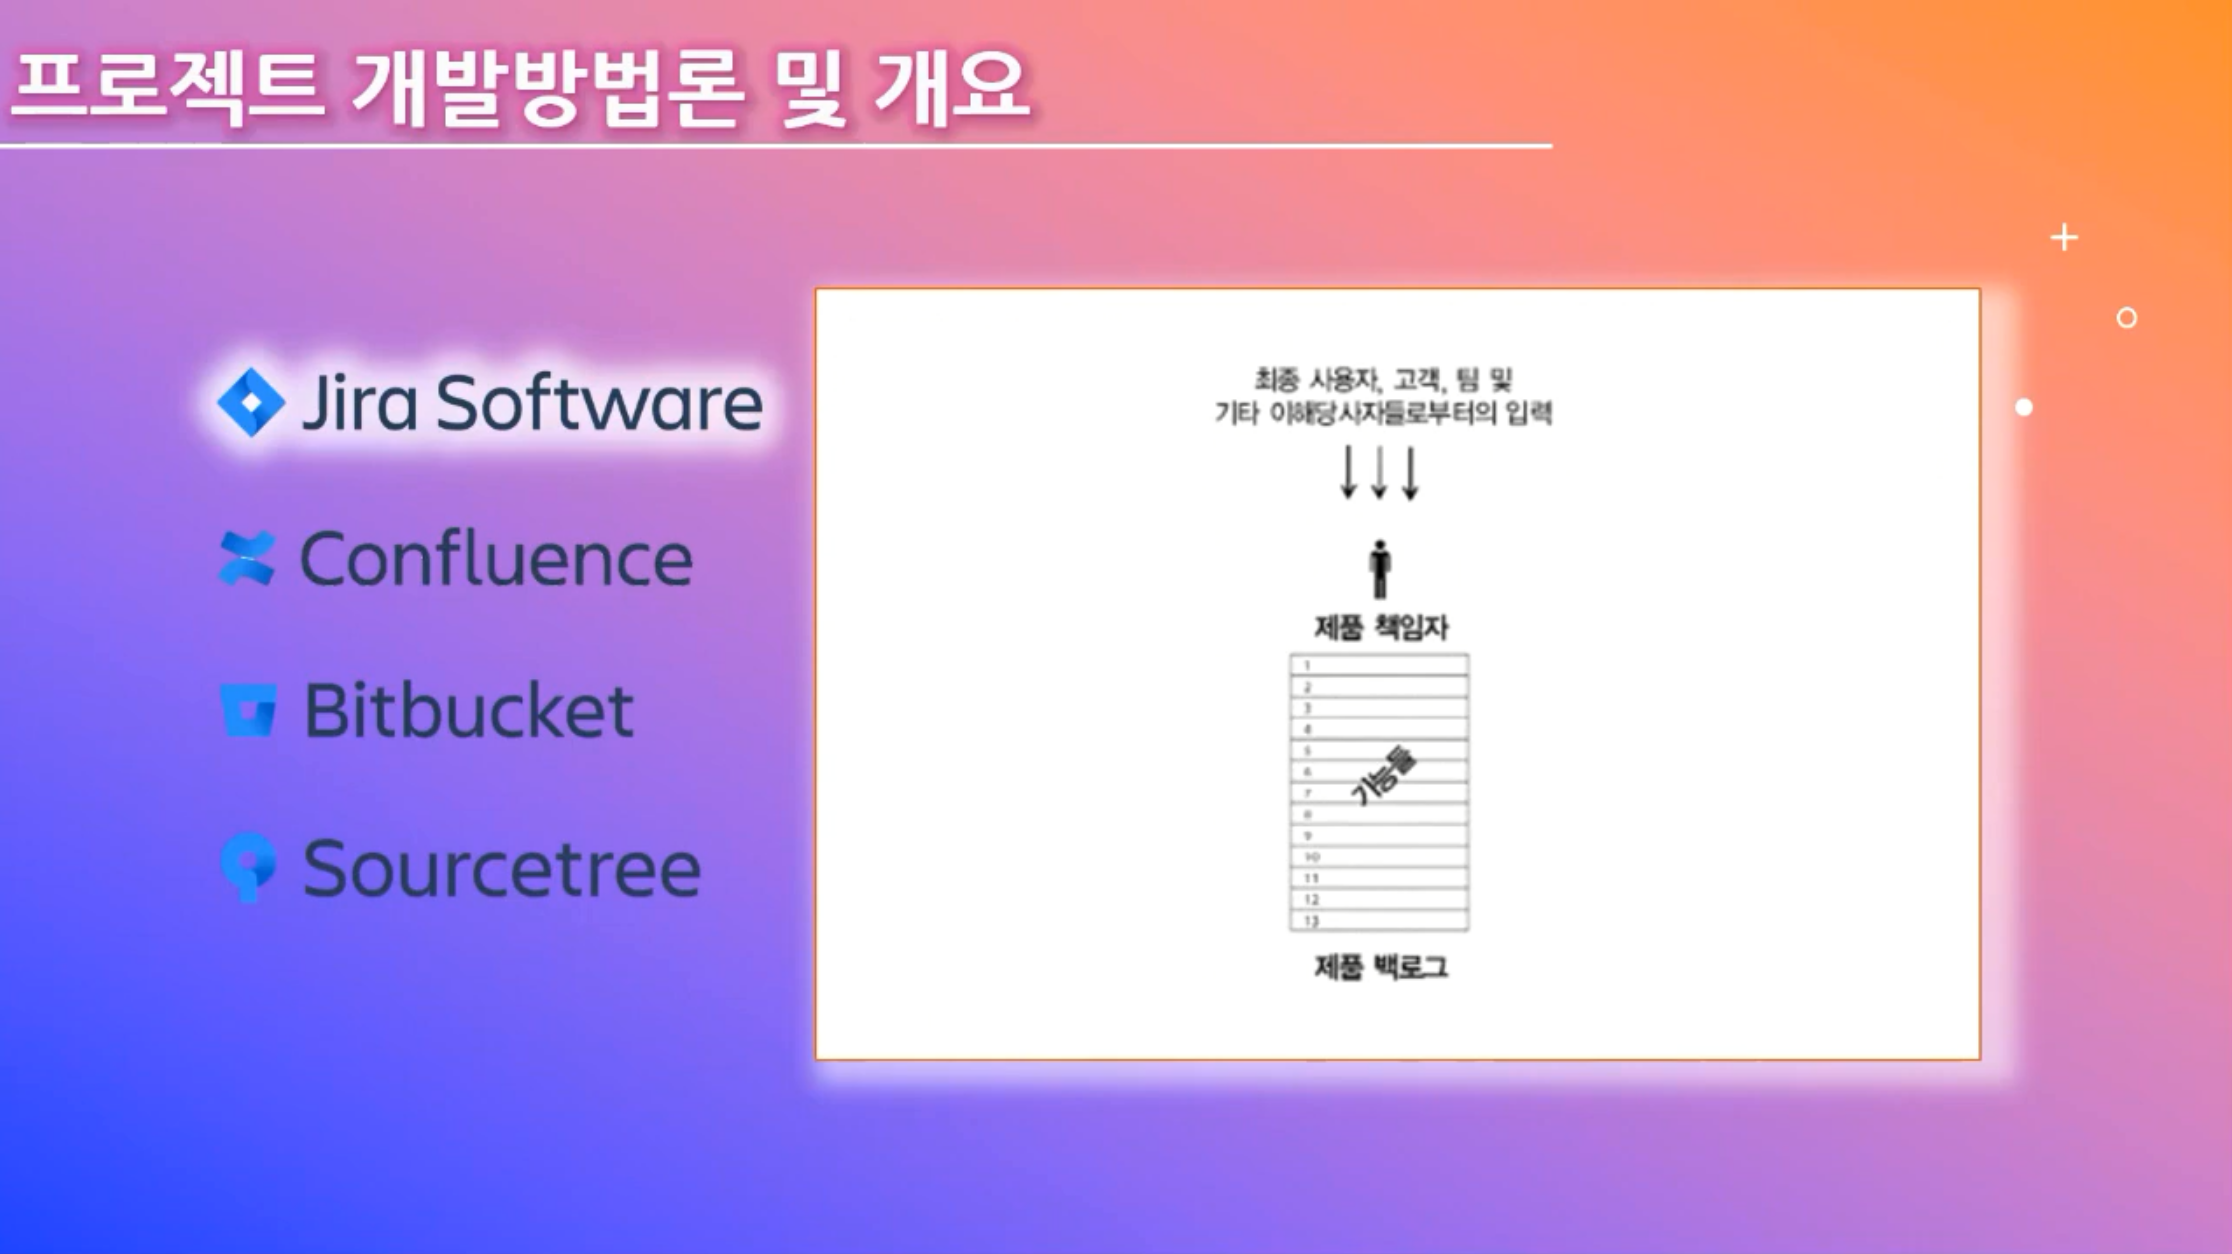 프로젝트 개발방법론 및 개요
Jira Software
Confluence
Bitbucket
Sourcetree
최종 사용자, 고객, 팀 및
기타 이해당사자들로부터의 입력
제품 책임자
1
2
3
4
5
6
7
8
9
10
11
12
13
기능들
제품 백로그